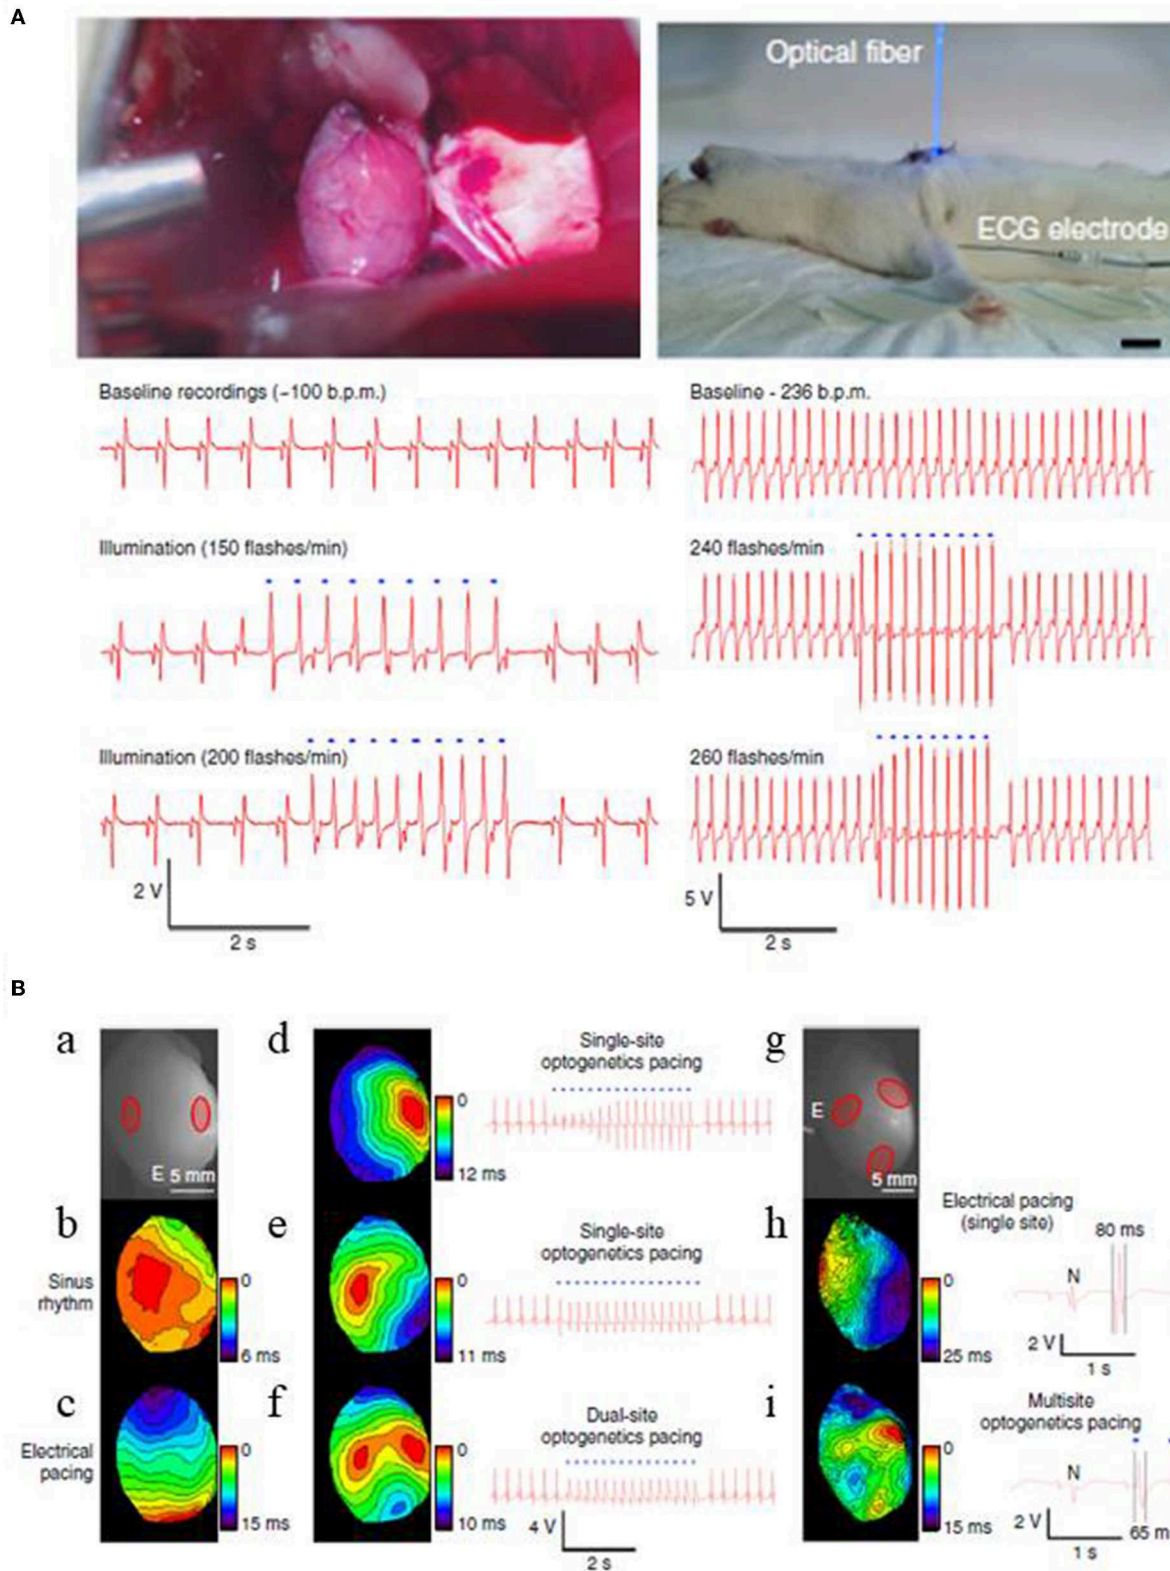 A
Optical fiber
ECG electrode
Baseline recordings (~100 b.p.m.)
Baseline - 236 b.p.m.
Illumination (150 flashes/min)
240 flashes/min
Illumination (200 flashes/min)
260 flashes/min
2 V
2 s
5 V
2 s
B
a
E 5 mm
b
Sinus
rhythm
0
6 ms
c
Electrical
pacing
0
15 ms
d
0
12 ms
Single-site
optogenetics pacing
e
0
11 ms
Single-site
optogenetics pacing
f
0
10 ms
Dual-site
optogenetics pacing
4 V
2 s
g
E
5 mm
h
0
25 ms
Electrical pacing
(single site)
80 ms
N
2 V
1 s
i
0
15 ms
Multisite
optogenetics pacing
N
2 V
65 m
1 s